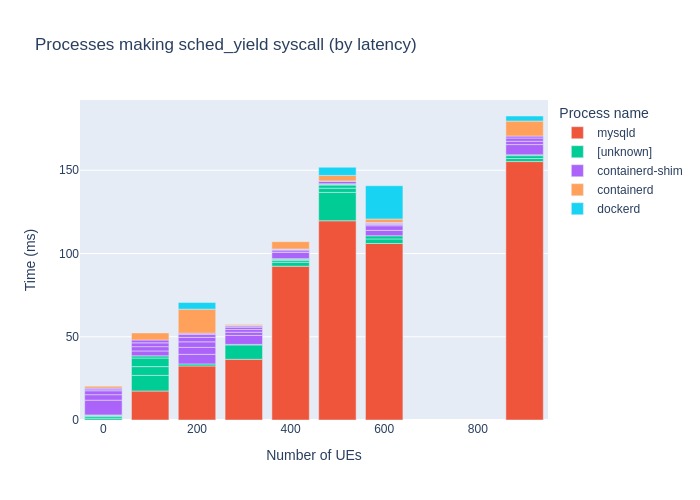 Processes making sched_yield syscall (by latency)
Process name
mysqld
[unknown]
containerd-shim
containerd
dockerd
Time (ms)
150
100
50
0
0 200 400 600 800
Number of UEs